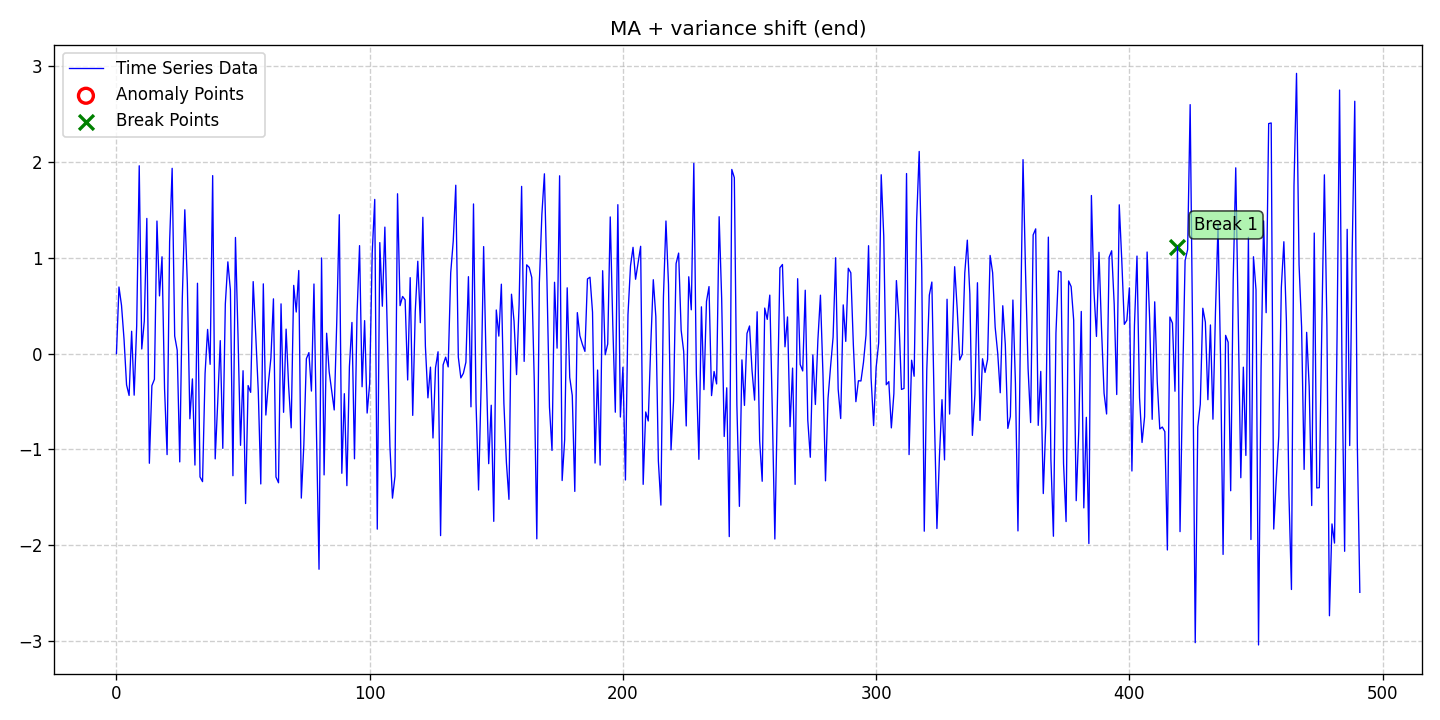 MA + variance shift (end)
Time Series Data
Anomaly Points
Break Points
Break 1
3
2
1
0
−1
−2
−3
0 100 200 300 400 500